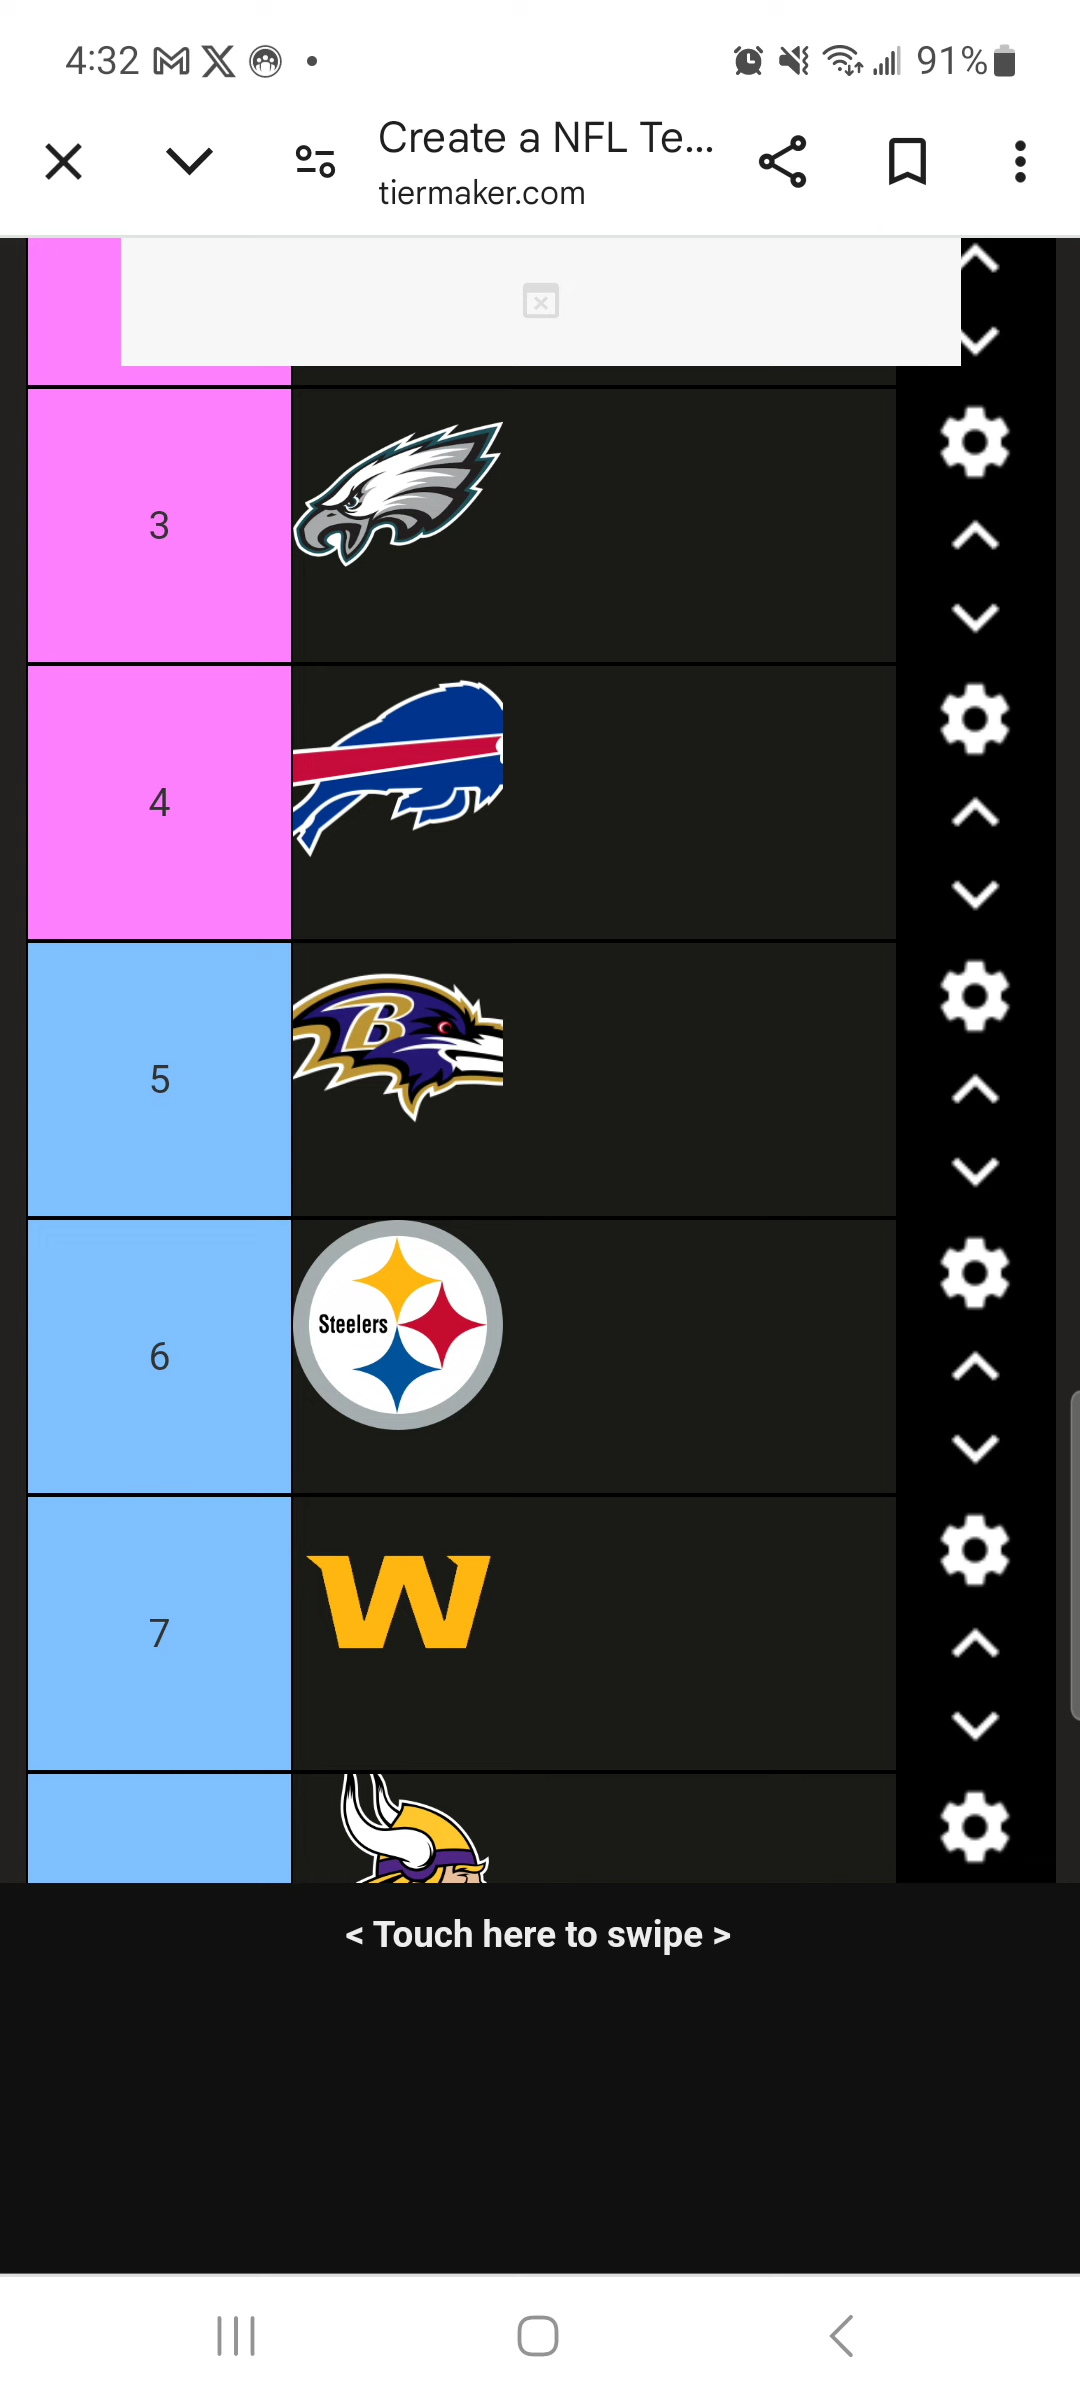 4:32
91%
Create a NFL Te...
tiermaker.com
3
4
5
B
6
Steelers
7
W
< Touch here to swipe >